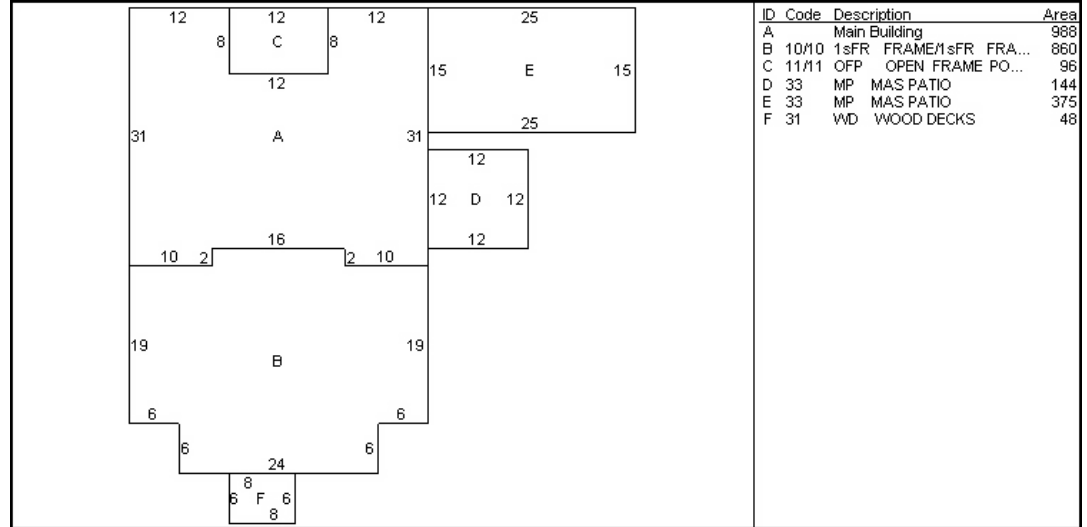 12 12 12 25
8 C 8
15 E 15
12
25
31 A 31
12
12 D 12
16 12
10 2 2 10
19 19
B
6 6
6 6
24
8
6 F 6
8
ID Code Description Area
A Main Building 988
B 10/10 1sFR FRAME/1sFR FRA... 860
C 11/11 OFP OPEN FRAME PO... 96
D 33 MP MAS PATIO 144
E 33 MP MAS PATIO 375
F 31 WD WOOD DECKS 48